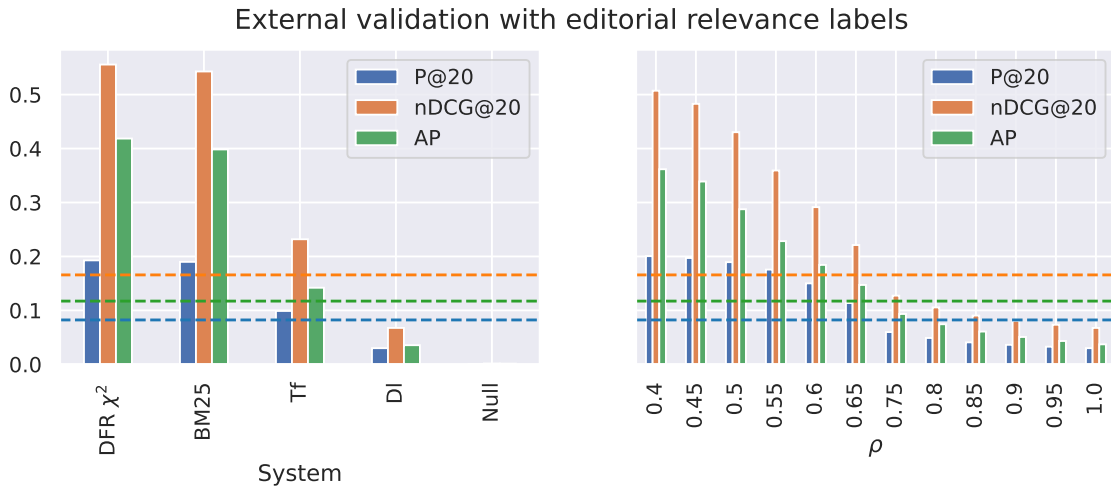 External validation with editorial relevance labels
0.5
0.4
0.3
0.2
0.1
0.0
P@20
nDCG@20
AP
DFR χ²
BM25
Tf
Dl
Null
System
P@20
nDCG@20
AP
0.4
0.45
0.5
0.55
0.6
0.65
0.75
0.8
0.85
0.9
0.95
1.0
ρ